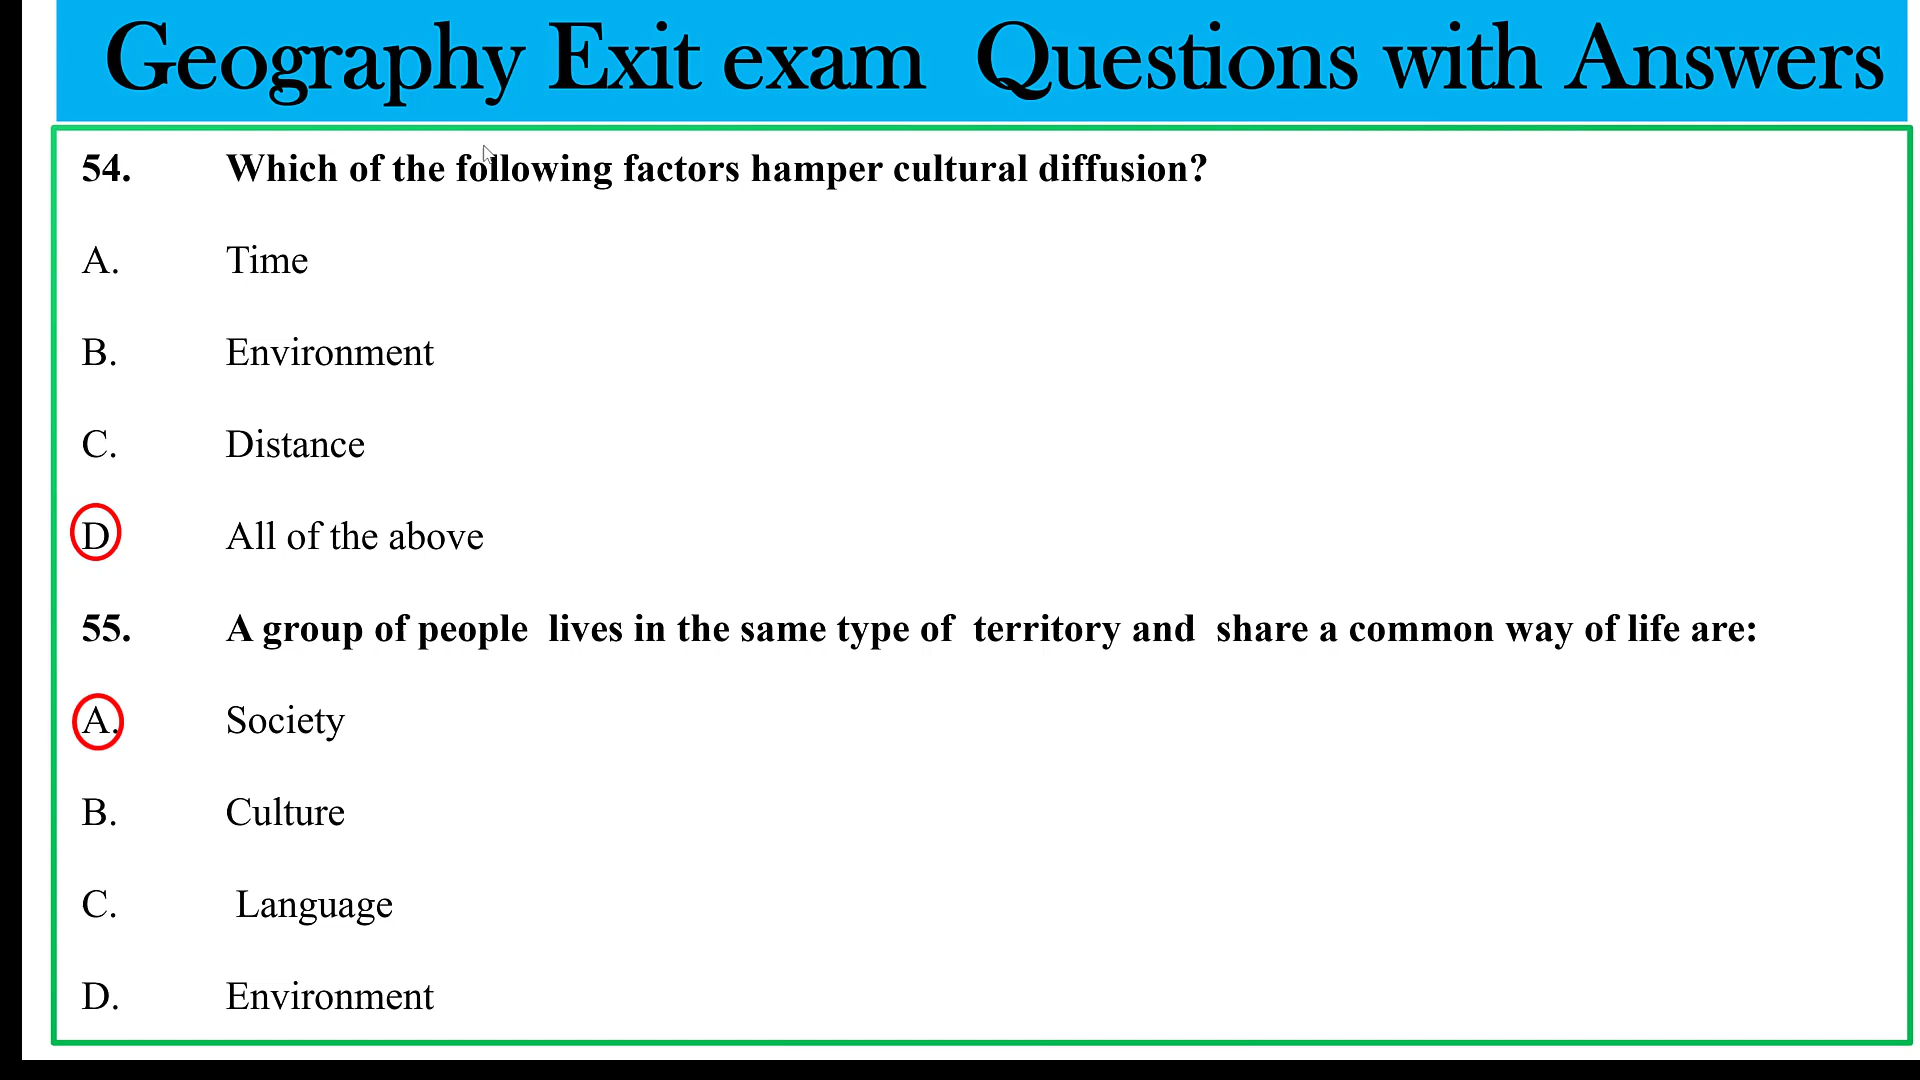 Geography Exit exam Questions with Answers
54. Which of the following factors hamper cultural diffusion?
A. Time
B. Environment
C. Distance
D All of the above
55. A group of people lives in the same type of territory and share a common way of life are:
A. Society
B. Culture
C. Language
D. Environment